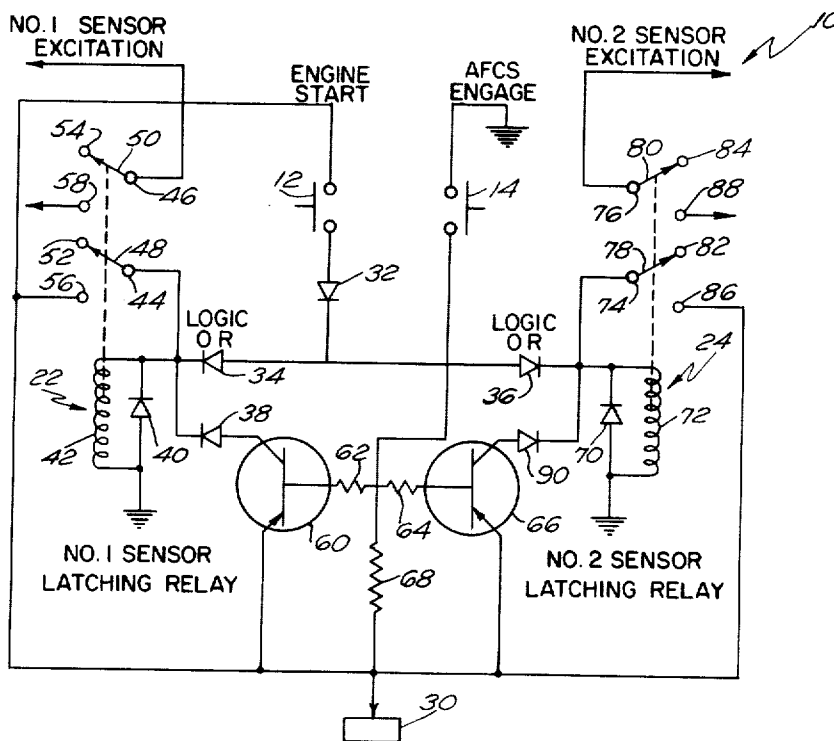 NO. 1 SENSOR
EXCITATION
ENGINE
START
AFCS
ENGAGE
NO. 2 SENSOR
EXCITATION
10
54
50
46
58
52
48
44
56
12
14
32
80
84
76
88
78
82
74
86
LOGIC
OR
34
LOGIC
OR
36
24
22
42
40
38
62
64
90
70
72
60
66
68
NO. 1 SENSOR
LATCHING RELAY
NO. 2 SENSOR
LATCHING RELAY
30